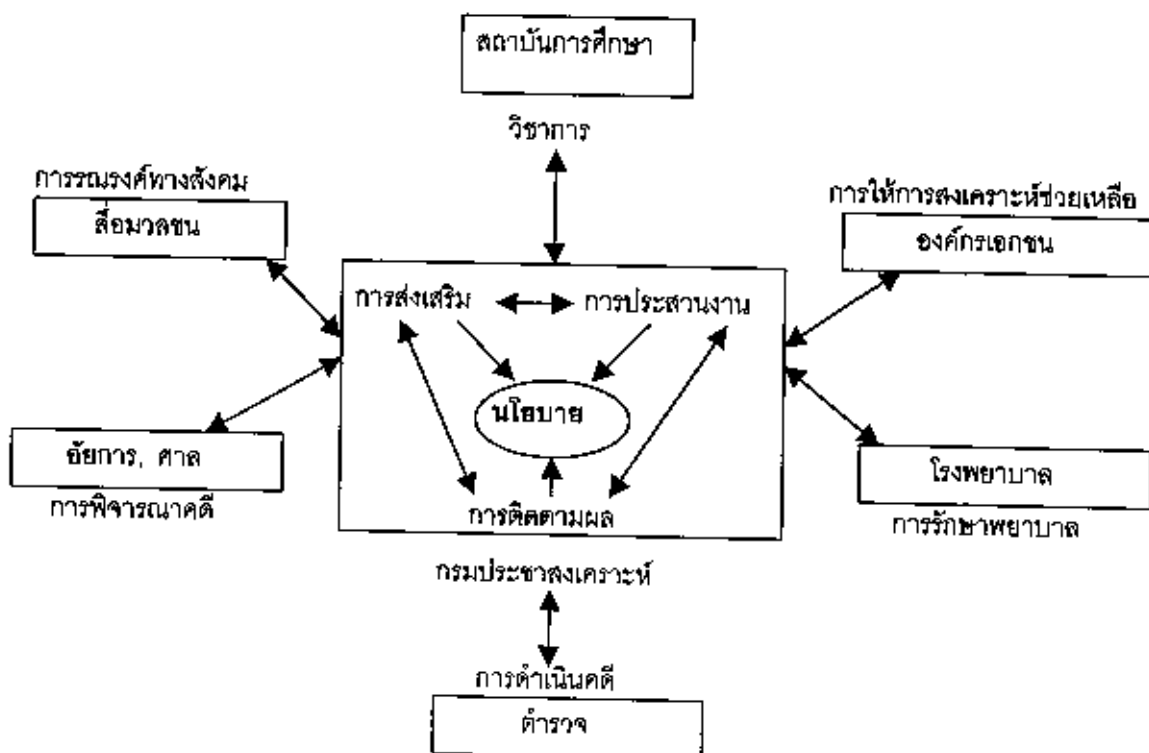 สถาบันการศึกษา
วิชาการ
การรณรงค์ทางสังคม
สื่อมวลชน
การให้การสงเคราะห์ช่วยเหลือ
องค์กรเอกชน
การส่งเสริม
การประสานงาน
นโยบาย
อัยการ, ศาล
การพิจารณาคดี
โรงพยาบาล
การรักษาพยาบาล
การติดตามผล
กรมประชาสงเคราะห์
การดำเนินคดี
ตำรวจ